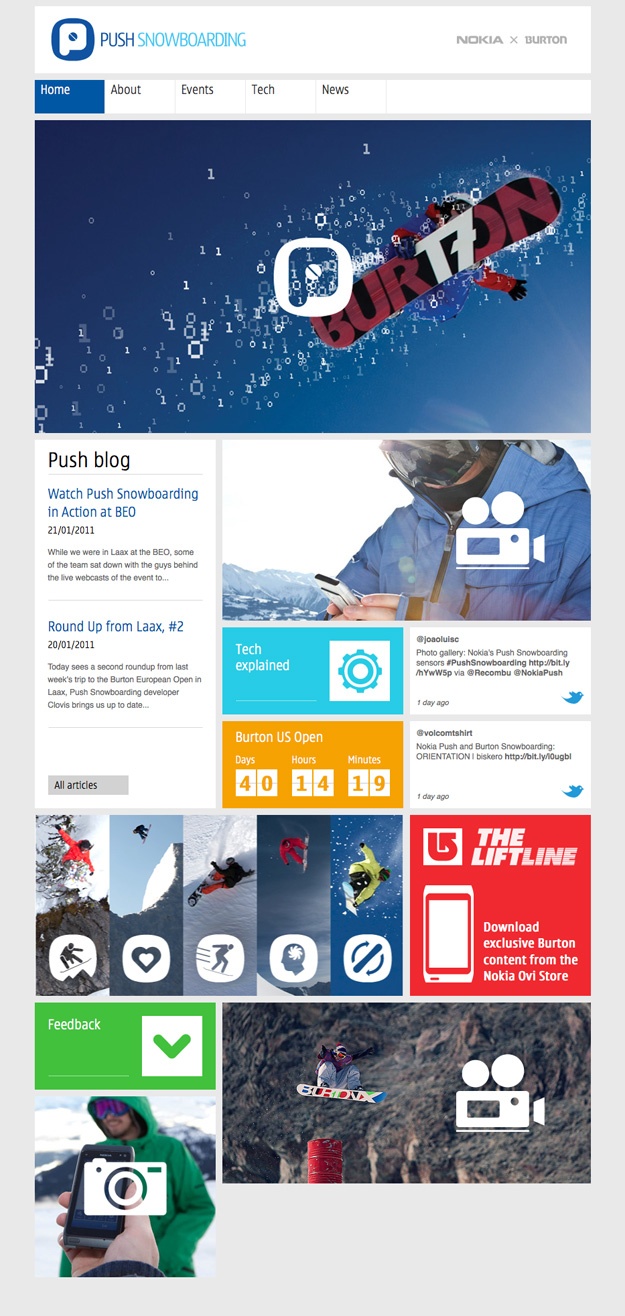 PUSH SNOWBOARDING
NOKIA × BURTON
Home
About
Events
Tech
News
BURTON
Push blog
Watch Push Snowboarding
in Action at BEO
21/01/2011
While we were in Laax at the BEO, some
of the team sat down with the guys behind
the live webcasts of the event to...
Round Up from Laax, #2
20/01/2011
Today sees a second roundup from last
week's trip to the Burton European Open in
Laax, Push Snowboarding developer
Clovis brings us up to date...
All articles
Tech
explained
@joaoluisc
Photo gallery: Nokia's Push Snowboarding
sensors #PushSnowboarding http://bit.ly
/hYwW5p via @Recombu @NokiaPush
1 day ago
Burton US Open
Days Hours Minutes
40 14 19
@volcomtshirt
Nokia Push and Burton Snowboarding:
ORIENTATION | biskero http://bit.ly/i0ugbl
1 day ago
THE
LIFTLINE
Download
exclusive Burton
content from the
Nokia Ovi Store
Feedback
BURTON